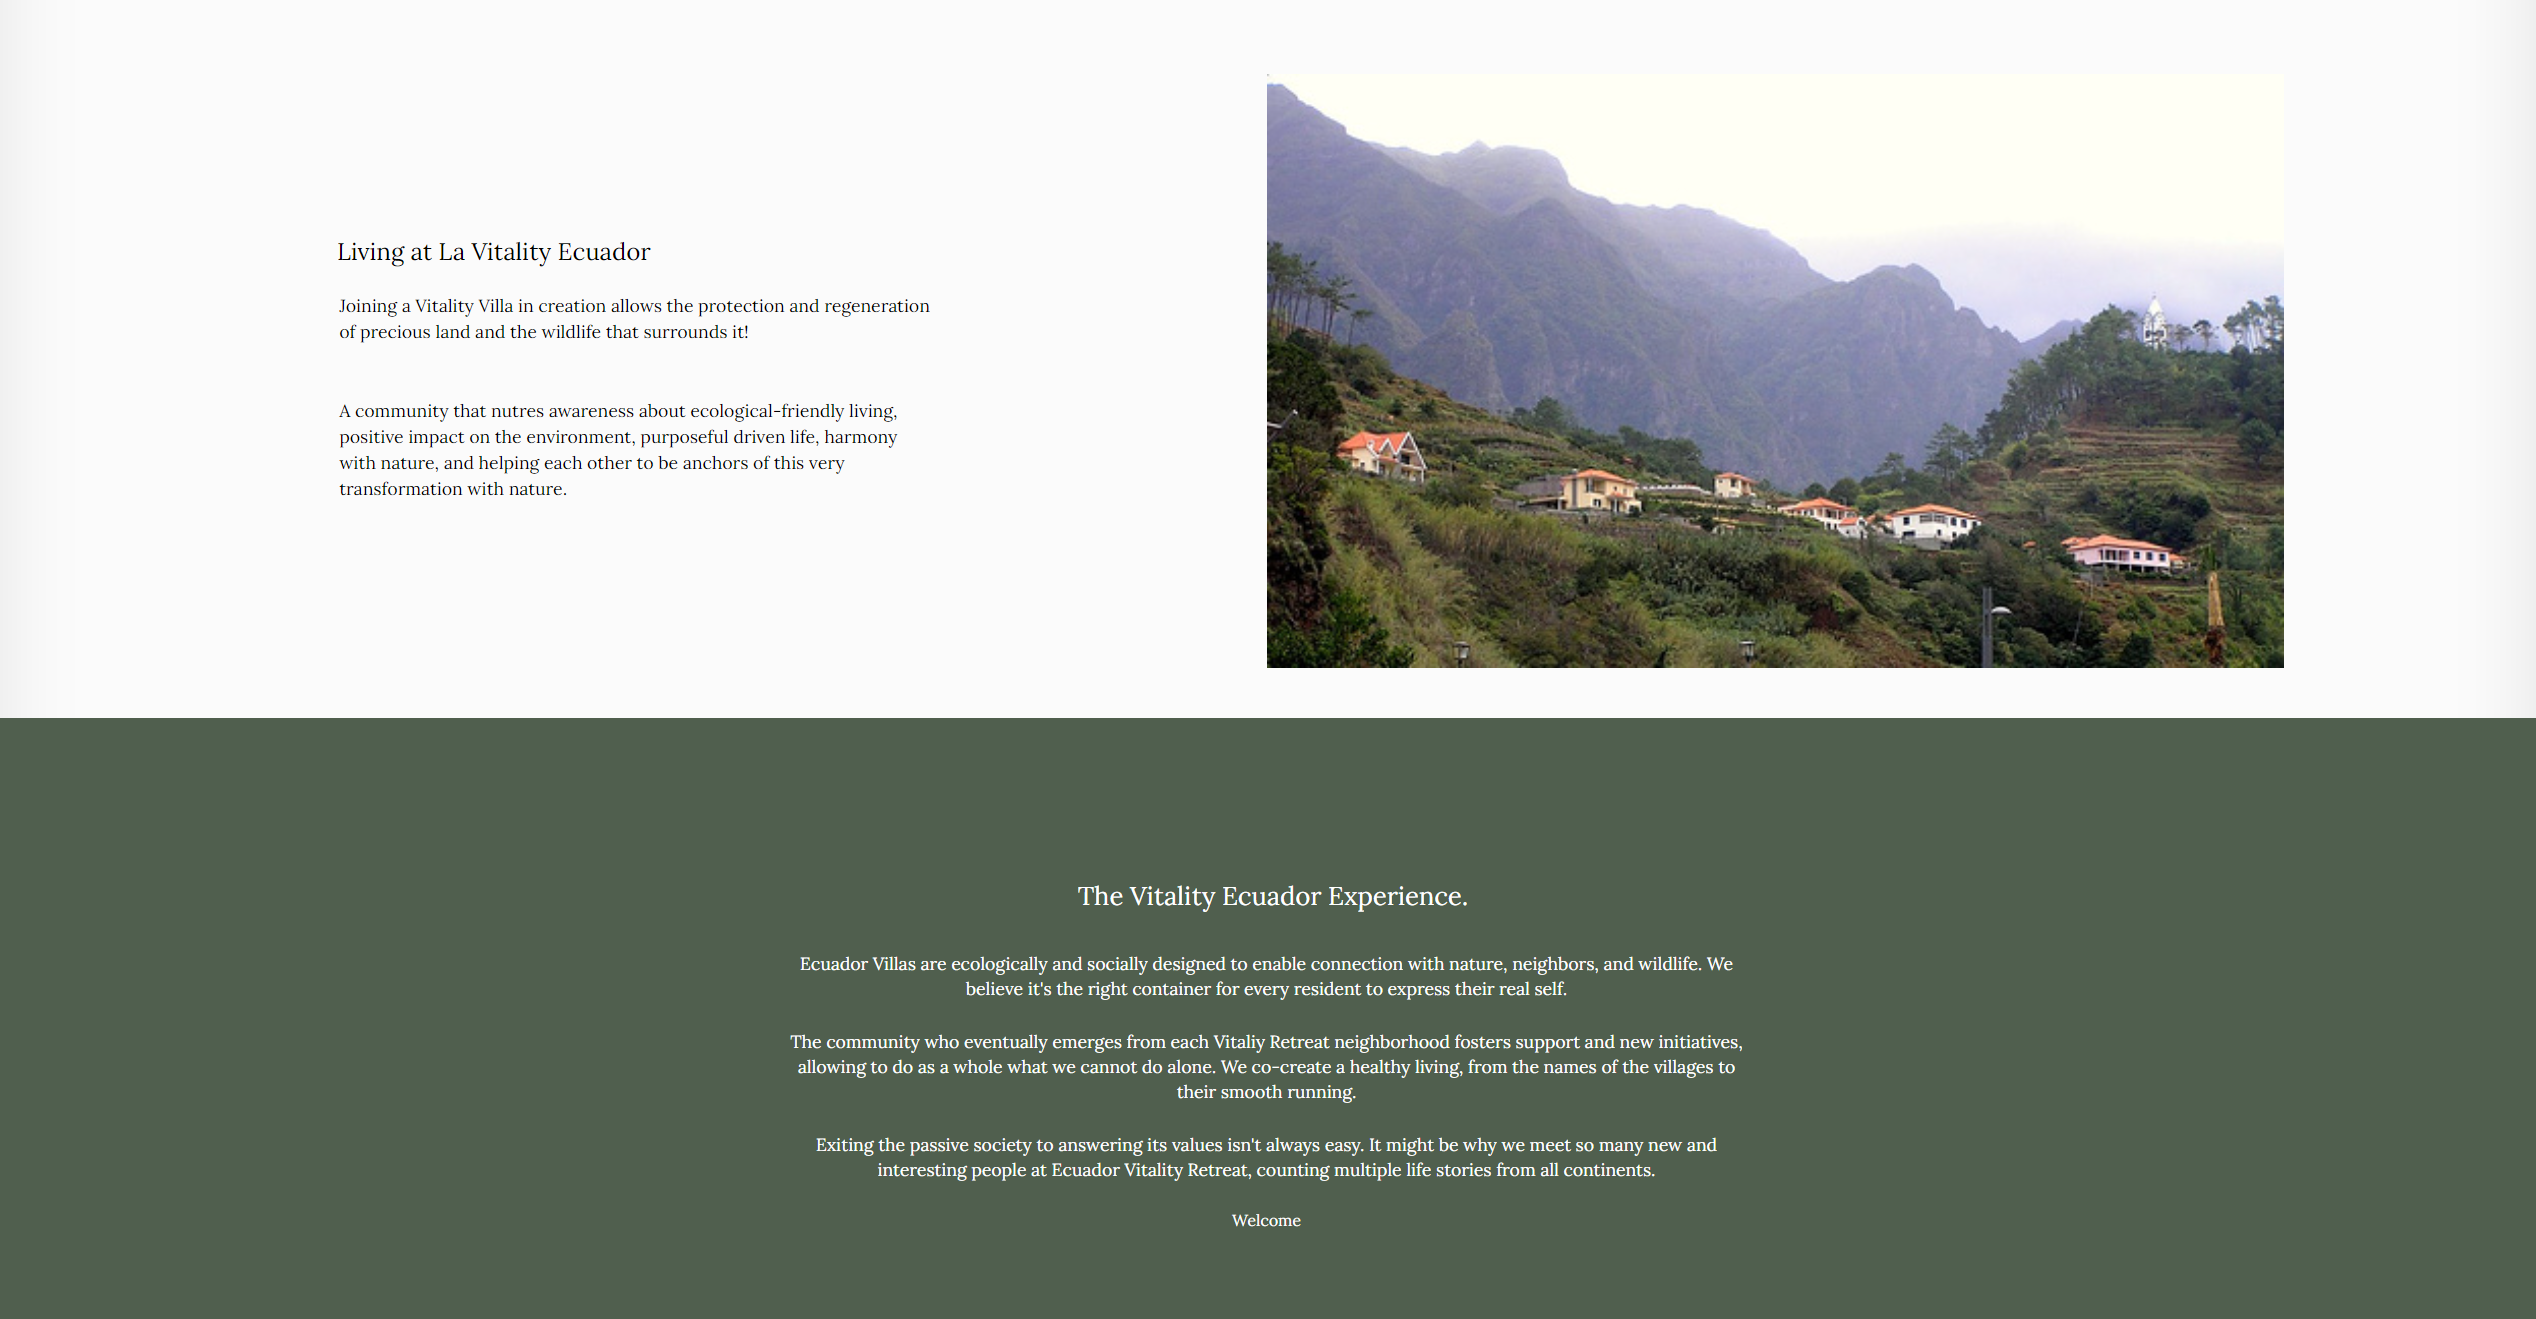 Living at La Vitality Ecuador
Joining a Vitality Villa in creation allows the protection and regeneration
of precious land and the wildlife that surrounds it!
A community that nutres awareness about ecological-friendly living,
positive impact on the environment, purposeful driven life, harmony
with nature, and helping each other to be anchors of this very
transformation with nature.
The Vitality Ecuador Experience.
Ecuador Villas are ecologically and socially designed to enable connection with nature, neighbors, and wildlife. We
believe it's the right container for every resident to express their real self.
The community who eventually emerges from each Vitaliy Retreat neighborhood fosters support and new initiatives,
allowing to do as a whole what we cannot do alone. We co-create a healthy living, from the names of the villages to
their smooth running.
Exiting the passive society to answering its values isn't always easy. It might be why we meet so many new and
interesting people at Ecuador Vitality Retreat, counting multiple life stories from all continents.
Welcome